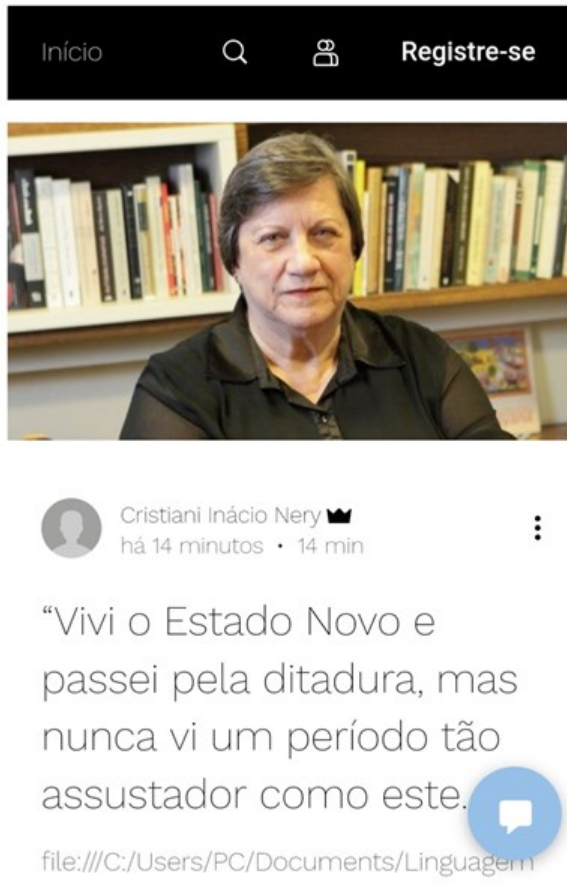 Início
Registre-se
Cristiani Inácio Nery
há 14 minutos • 14 min
“Vivi o Estado Novo e
passei pela ditadura, mas
nunca vi um período tão
assustador como este.
file:///C:/Users/PC/Documents/Linguagem